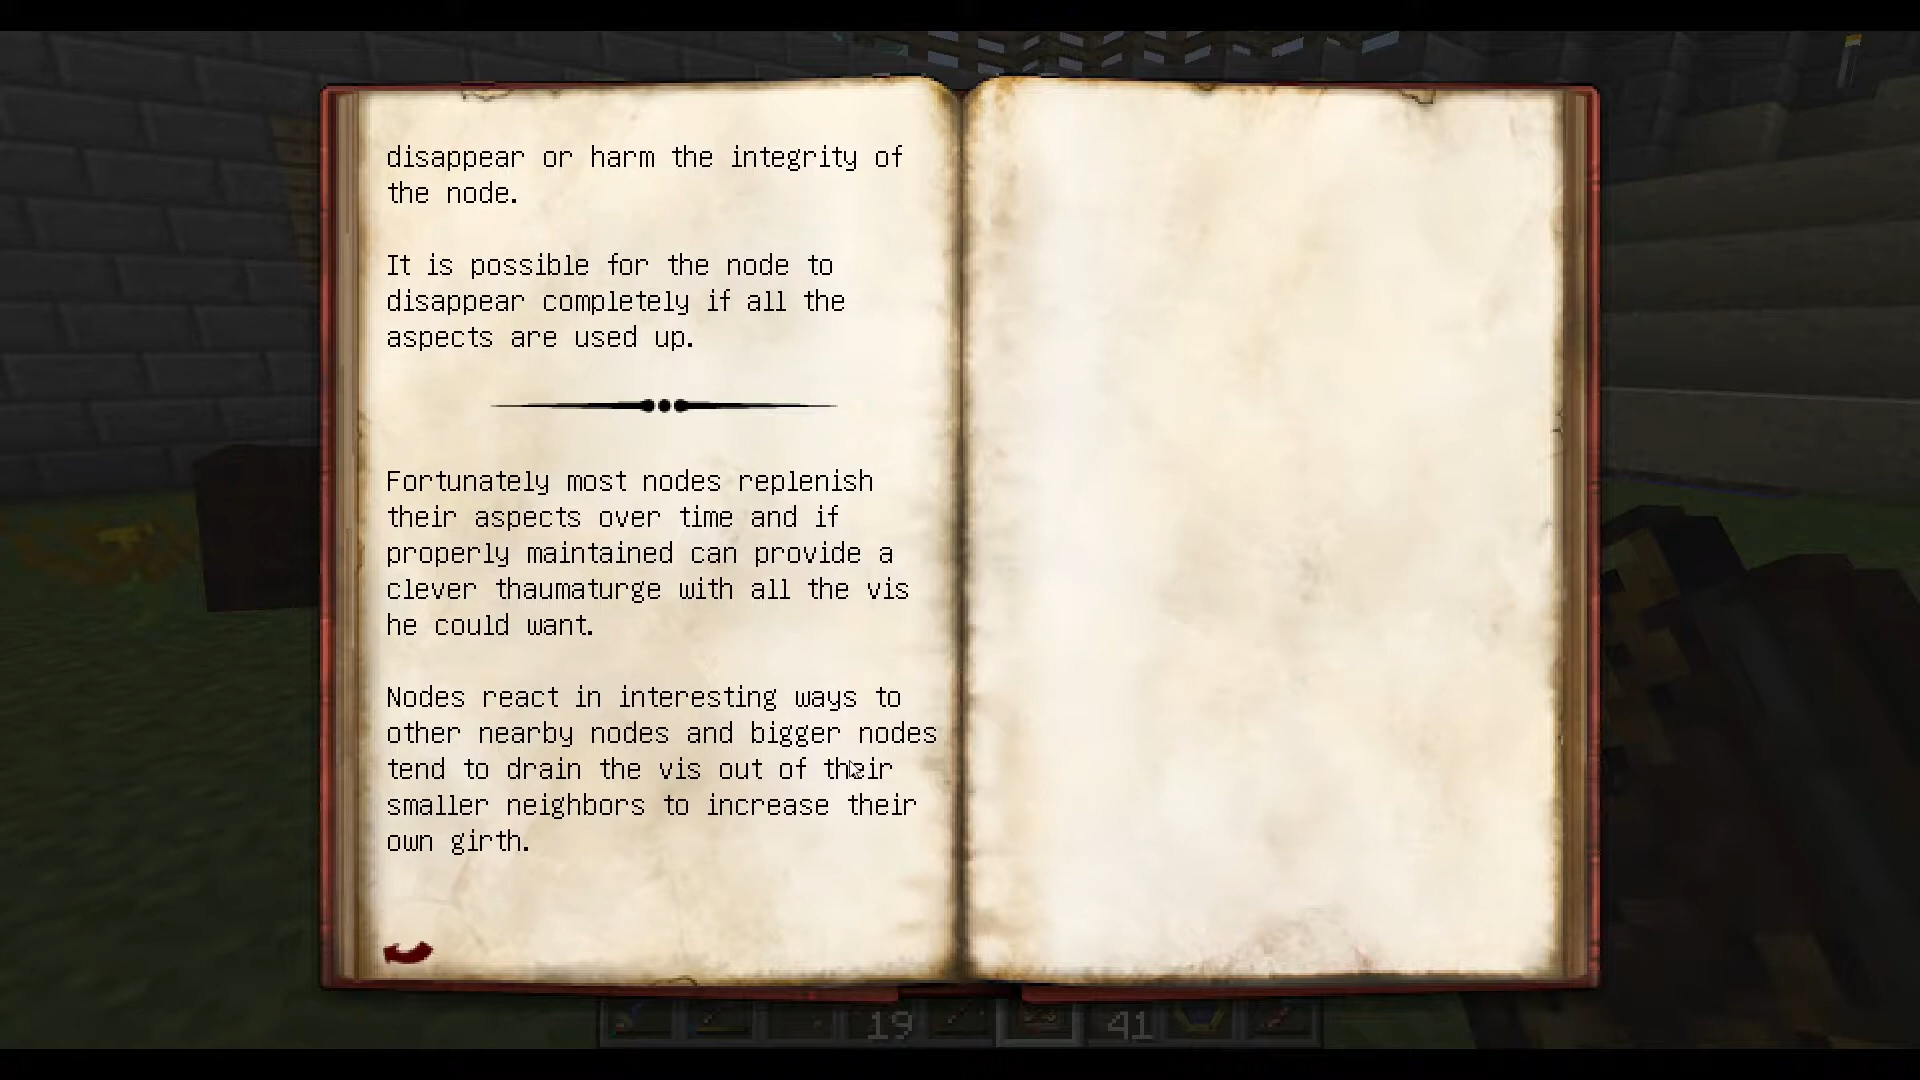 disappear or harm the integrity of
the node.
It is possible for the node to
disappear completely if all the
aspects are used up.
Fortunately most nodes replenish
their aspects over time and if
properly maintained can provide a
clever thaumaturge with all the vis
he could want.
Nodes react in interesting ways to
other nearby nodes and bigger nodes
tend to drain the vis out of their
smaller neighbors to increase their
own girth.
19
41